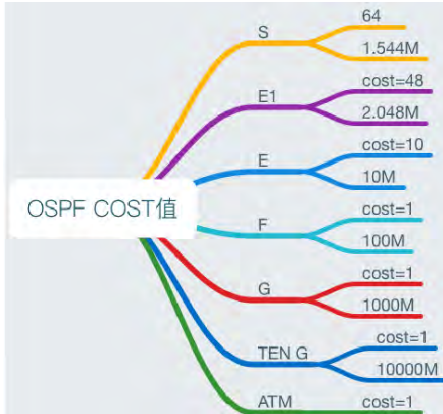 OSPF COST值
S
64
1.544M
E1
cost=48
2.048M
E
cost=10
10M
F
cost=1
100M
G
cost=1
1000M
TEN G
cost=1
10000M
ATM
cost=1